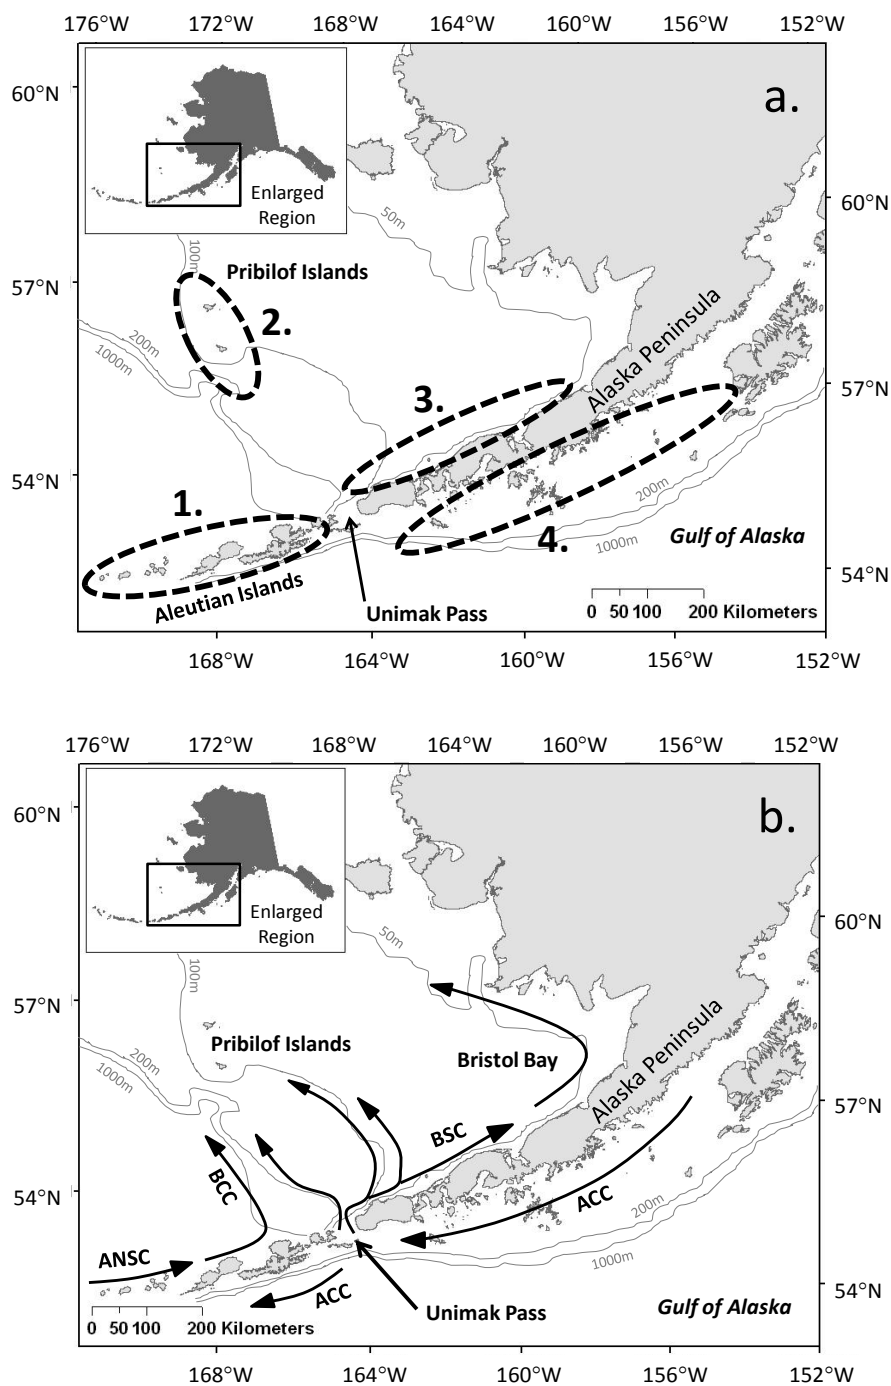 176°W 172°W 168°W 164°W 160°W 156°W 152°W
a.
60°N
Enlarged
Region
50m
60°N
100m
Pribilof Islands
57°N
2.
200m
1000m
Alaska Peninsula
57°N
3.
54°N
1.
200m
4.
1000m
Gulf of Alaska
54°N
Aleutian Islands
Unimak Pass
0 50 100 200 Kilometers
168°W 164°W 160°W 156°W 152°W
176°W 172°W 168°W 164°W 160°W 156°W 152°W
b.
60°N
Enlarged
Region
60°N
50m
100m
57°N
Pribilof Islands
Bristol Bay
Alaska Peninsula
200m
1000m
57°N
BSC
BCC
54°N
ACC
200m
ANSC
1000m
54°N
ACC
Unimak Pass
Gulf of Alaska
0 50 100 200 Kilometers
168°W 164°W 160°W 156°W 152°W